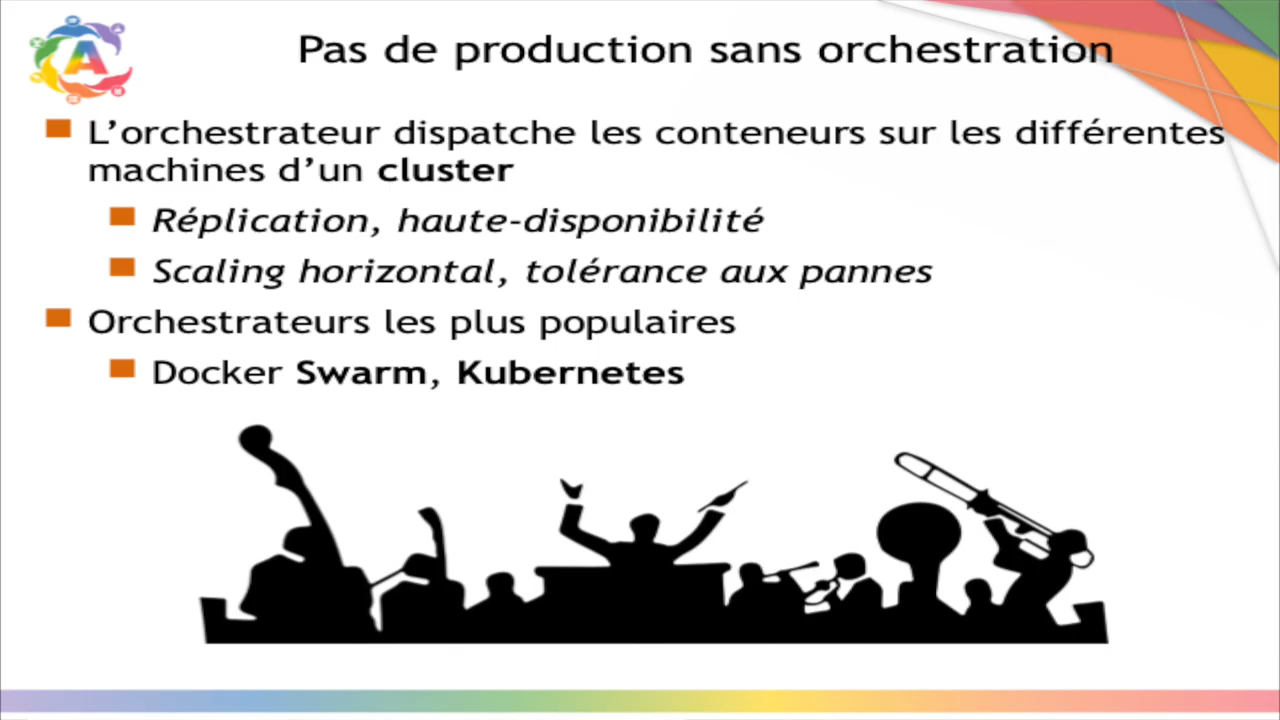 A
Pas de production sans orchestration
L’orchestrateur dispatche les conteneurs sur les différentes
machines d’un cluster
Réplication, haute-disponibilité
Scaling horizontal, tolérance aux pannes
Orchestrateurs les plus populaires
Docker Swarm, Kubernetes